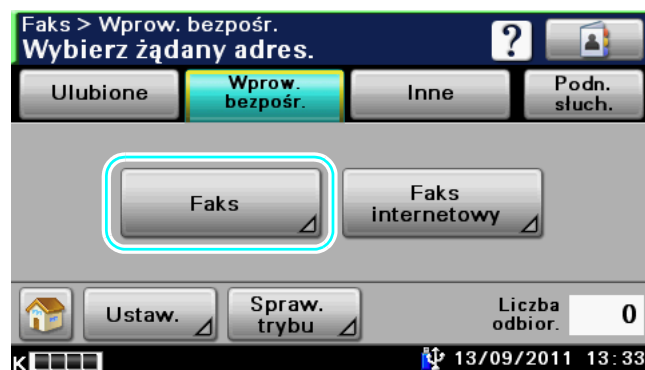 Faks > Wprow. bezpośr.
Wybierz żądany adres.
?
Ulubione
Wprow.
bezpośr.
Inne
Podn.
słuch.
Faks
Faks
internetowy
Ustaw.
Spraw.
trybu
Liczba
odbior.
0
K
13/09/2011 13:33